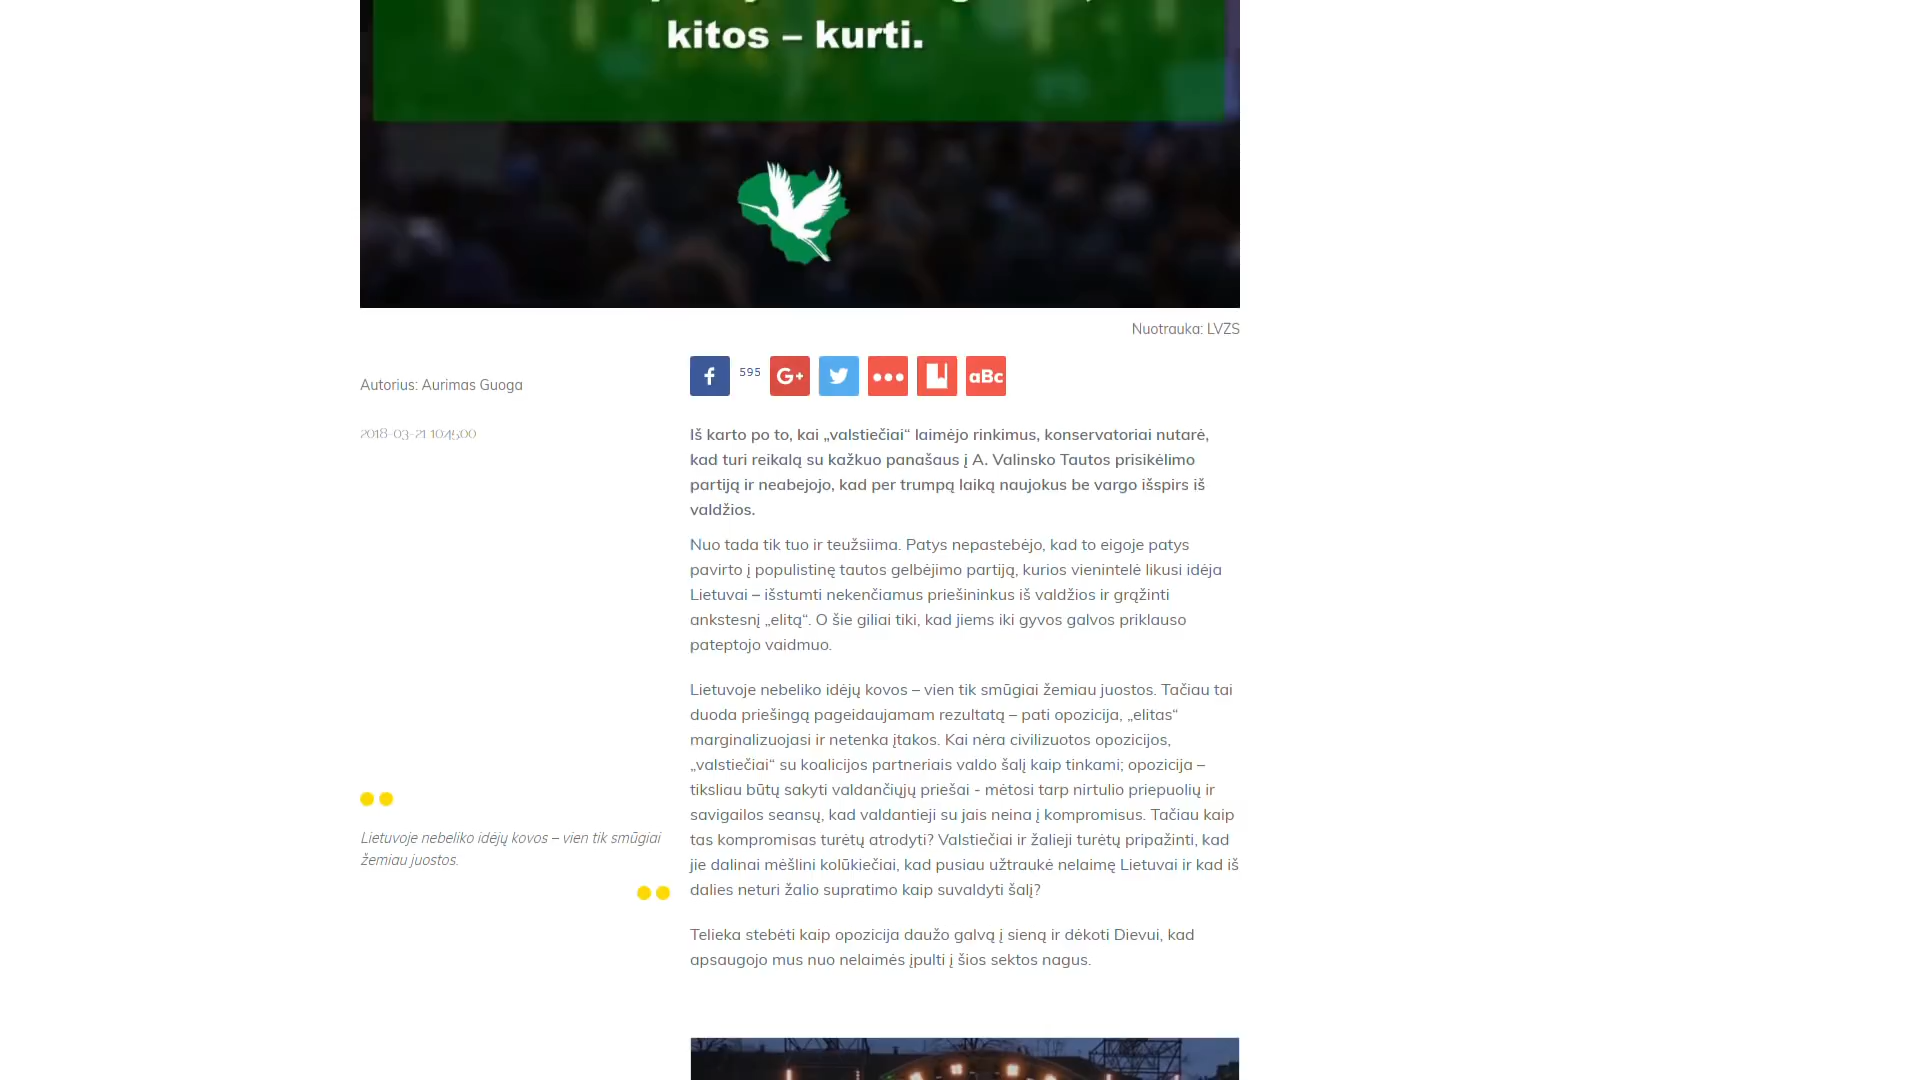 kitos – kurti.
Nuotrauka: LVŽS
595
aBc
Autorius: Aurimas Guoga
2018-03-21 10:45:00
Iš karto po to, kai „valstiečiai“ laimėjo rinkimus, konservatoriai nutarė,
kad turi reikalą su kažkuo panašaus į A. Valinsko Tautos prisikėlimo
partiją ir neabejojo, kad per trumpą laiką naujokus be vargo išspirs iš
valdžios.
Nuo tada tik tuo ir teužsiima. Patys nepastebėjo, kad to eigoje patys
pavirto į populistinę tautos gelbėjimo partiją, kurios vienintelė likusi idėja
Lietuvai – išstumti nekenčiamus priešininkus iš valdžios ir grąžinti
ankstesnį „elitą“. O šie giliai tiki, kad jiems iki gyvos galvos priklauso
pateptojo vaidmuo.
Lietuvoje nebeliko idėjų kovos – vien tik smūgiai žemiau juostos. Tačiau tai
duoda priešingą pageidaujamam rezultatą – pati opozicija, „elitas“
marginalizuojasi ir netenka įtakos. Kai nėra civilizuotos opozicijos,
„valstiečiai“ su koalicijos partneriais valdo šalį kaip tinkami; opozicija –
tiksliau būtų sakyti valdančiųjų priešai - mėtosi tarp nirtulio priepuolių ir
savigailos seansų, kad valdantieji su jais neina į kompromisus. Tačiau kaip
tas kompromisas turėtų atrodyti? Valstiečiai ir žalieji turėtų pripažinti, kad
jie dalinai mėšlini kolūkiečiai, kad pusiau užtraukė nelaimę Lietuvai ir kad iš
dalies neturi žalio supratimo kaip suvaldyti šalį?
Lietuvoje nebeliko idėjų kovos – vien tik smūgiai
žemiau juostos.
Telieka stebėti kaip opozicija daužo galvą į sieną ir dėkoti Dievui, kad
apsaugojo mus nuo nelaimės įpulti į šios sektos nagus.